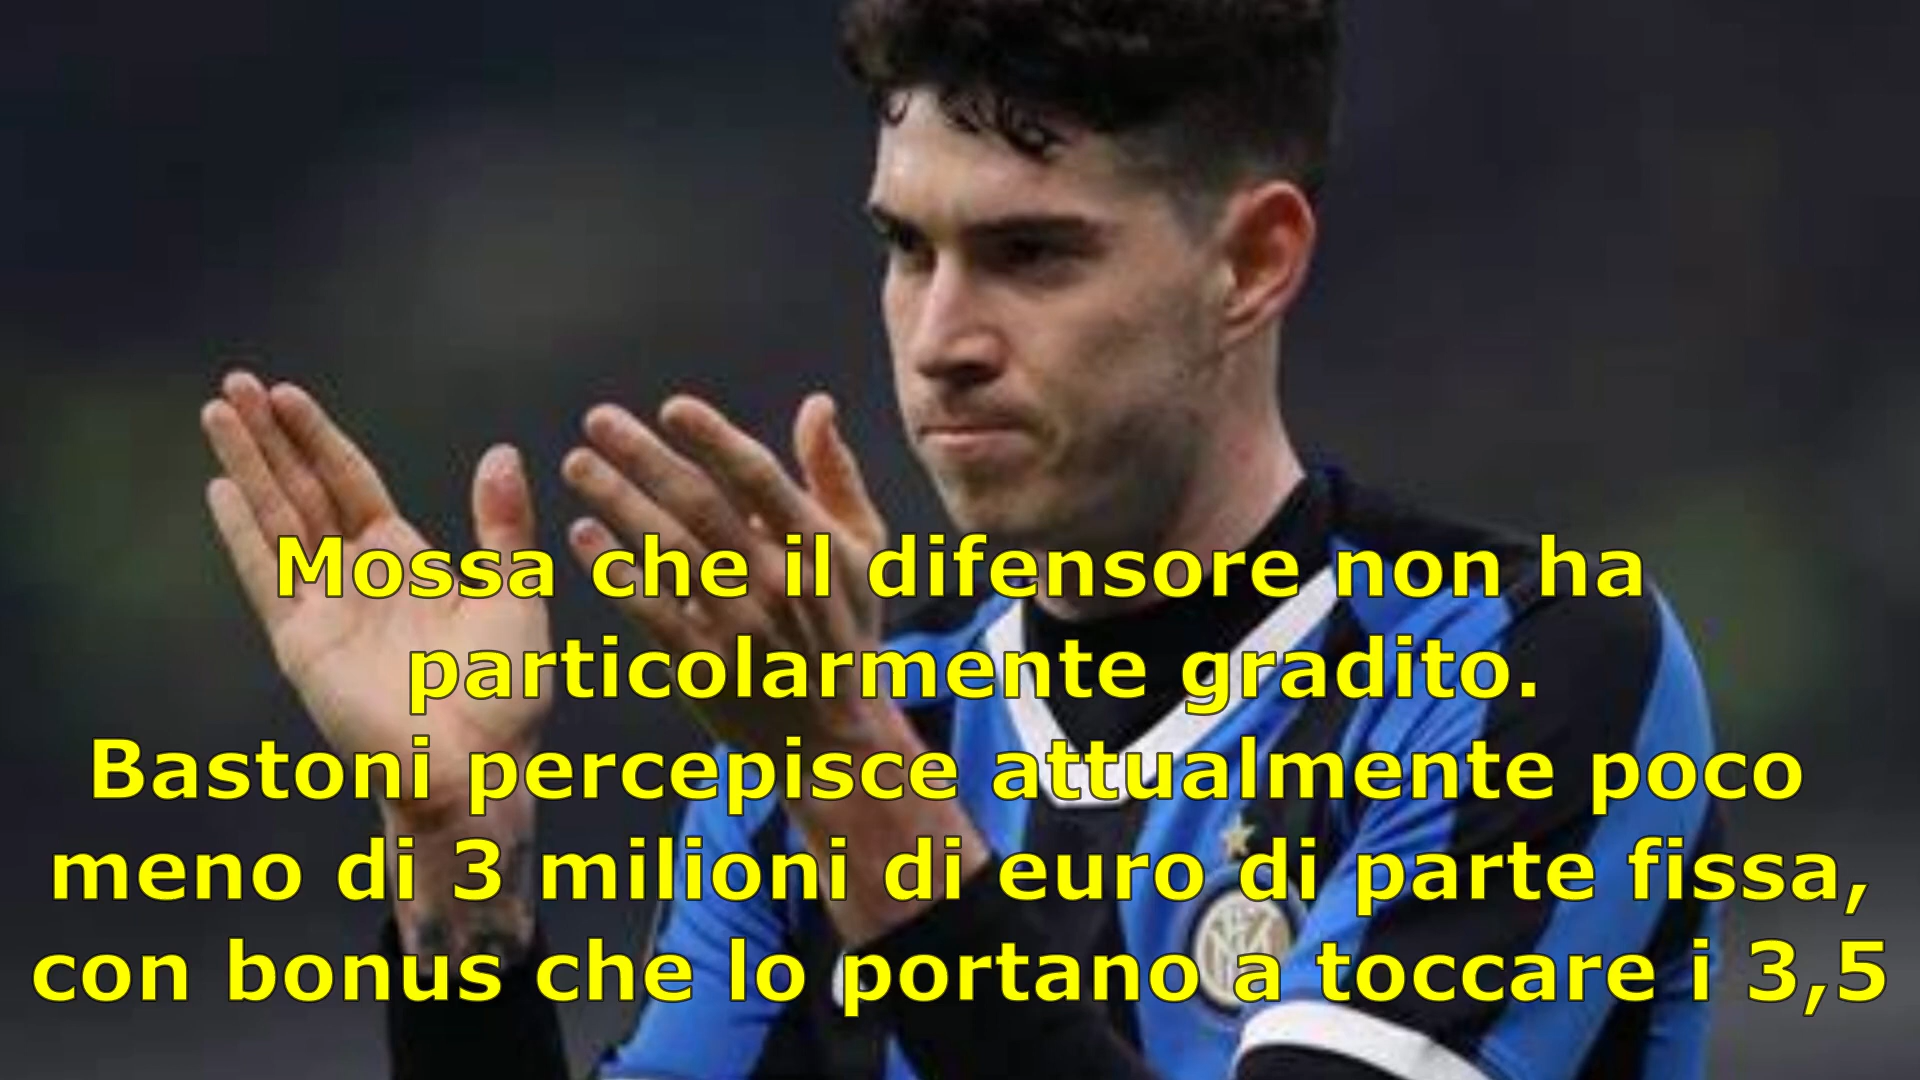 Mossa che il difensore non ha
particolarmente gradito.
Bastoni percepisce attualmente poco
meno di 3 milioni di euro di parte fissa,
con bonus che lo portano a toccare i 3,5